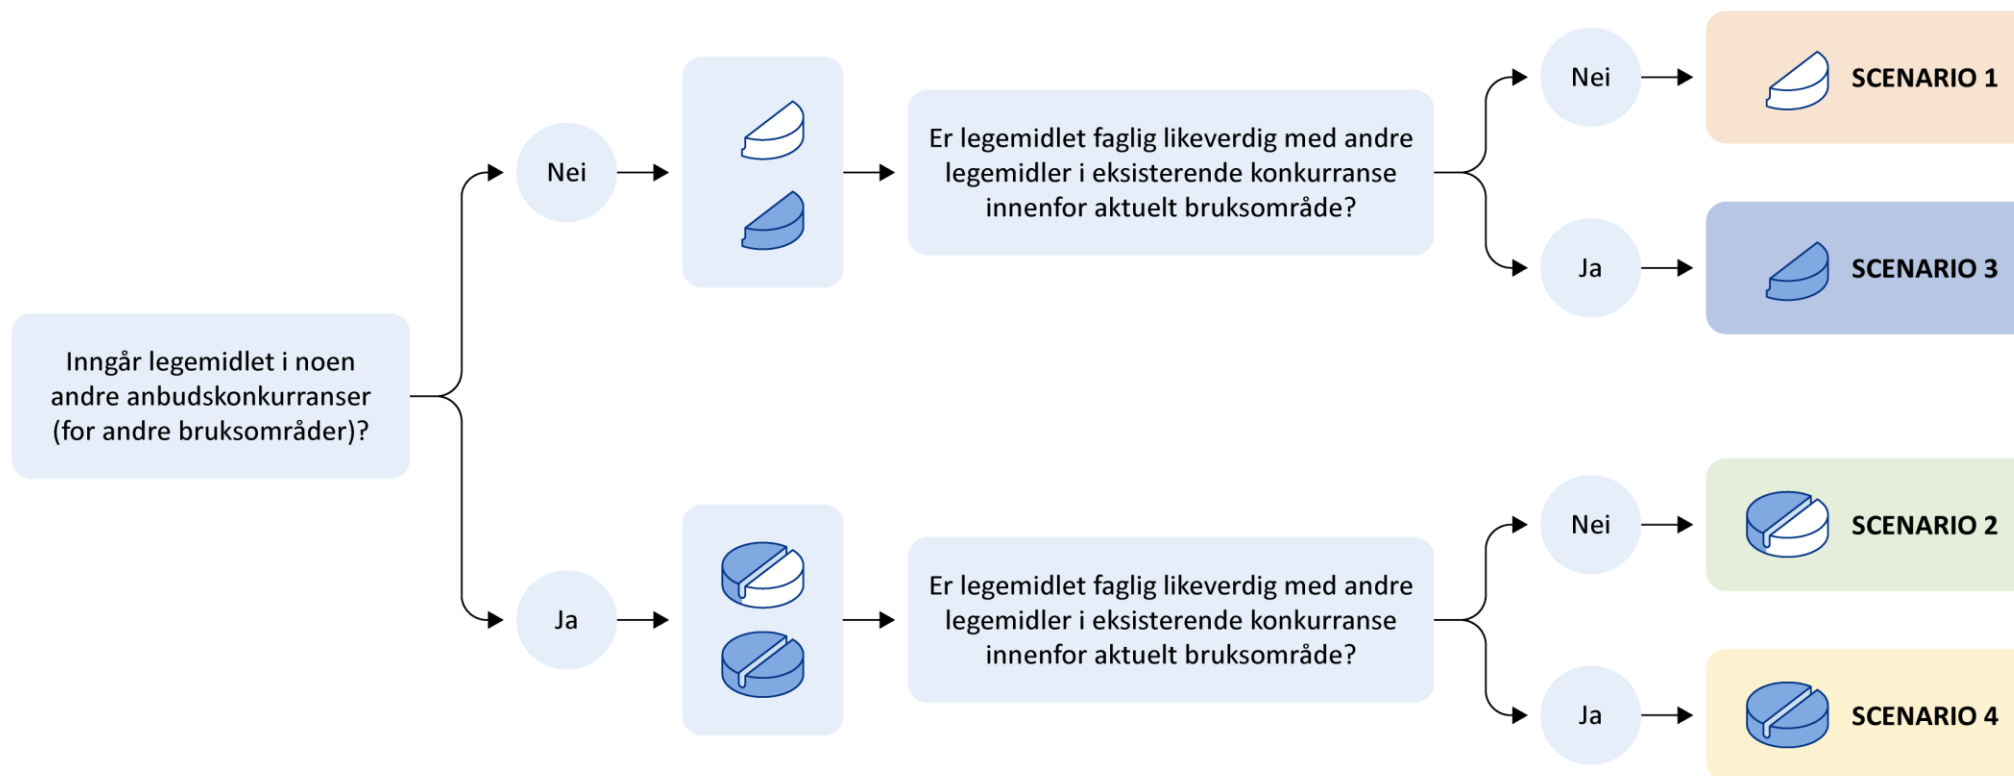 Inngår legemidlet i noen
andre anbudskonkurranser
(for andre bruksområder)?
Nei
Er legemidlet faglig likeverdig med andre
legemidler i eksisterende konkurranse
innenfor aktuelt bruksområde?
Nei
SCENARIO 1
Ja
SCENARIO 3
Ja
Er legemidlet faglig likeverdig med andre
legemidler i eksisterende konkurranse
innenfor aktuelt bruksområde?
Nei
SCENARIO 2
Ja
SCENARIO 4